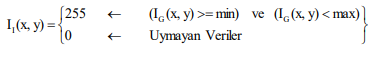 I₁(x, y) = { 255 ← (I_G(x, y) >= min) ve (I_G(x, y) < max) }
0 ← Uymayan Veriler